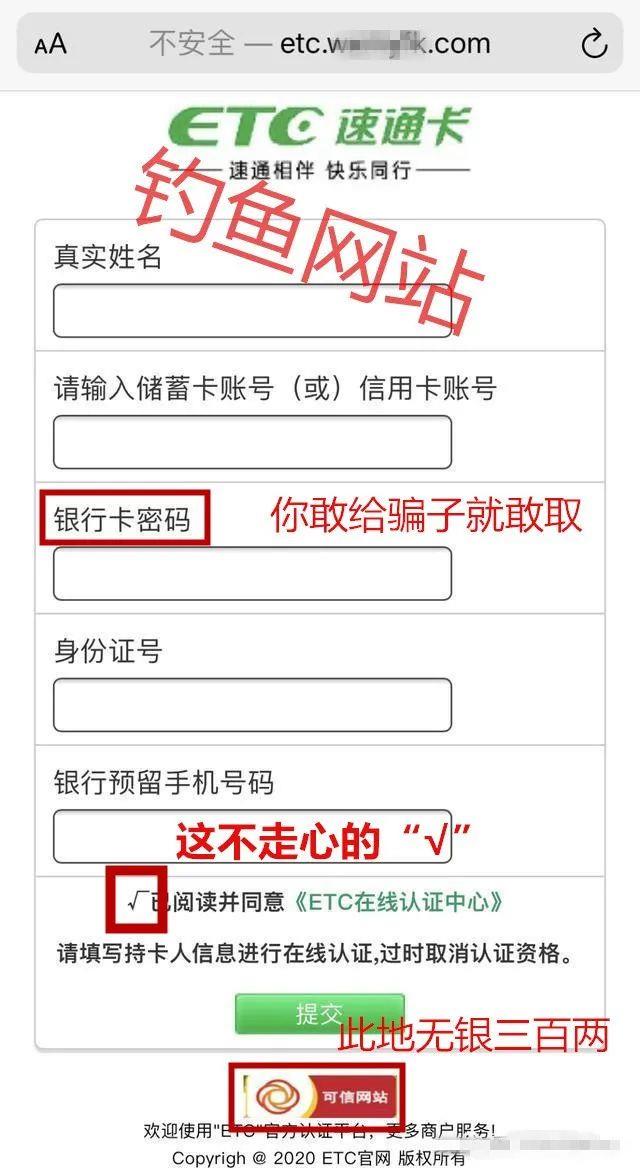 AA 不安全 — etc.w
k.com
ETC 速通卡
速通相伴 快乐同行
钓鱼网站
真实姓名
请输入储蓄卡账号（或）信用卡账号
银行卡密码
你敢给骗子就敢取
身份证号
银行预留手机号码
这不走心的“√”
√已阅读并同意《ETC在线认证中心》
请填写持卡人信息进行在线认证,过时取消认证资格。
提交
此地无银三百两
可信网站
欢迎使用"ETC"官方认证平台，更多商户服务!
Copyrigh @ 2020 ETC官网 版权所有